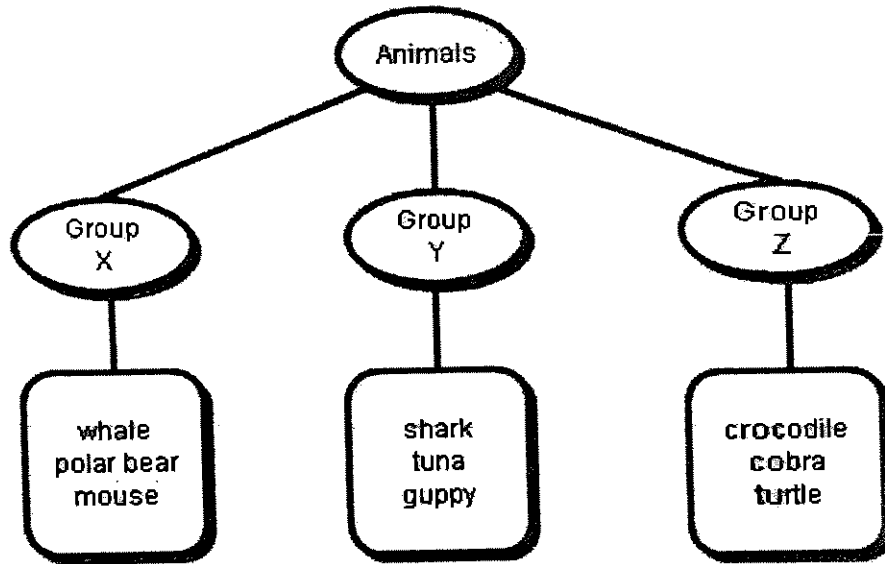 Animals
Group
X
Group
Y
Group
Z
whale
polar bear
mouse
shark
tuna
guppy
crocodile
cobra
turtle